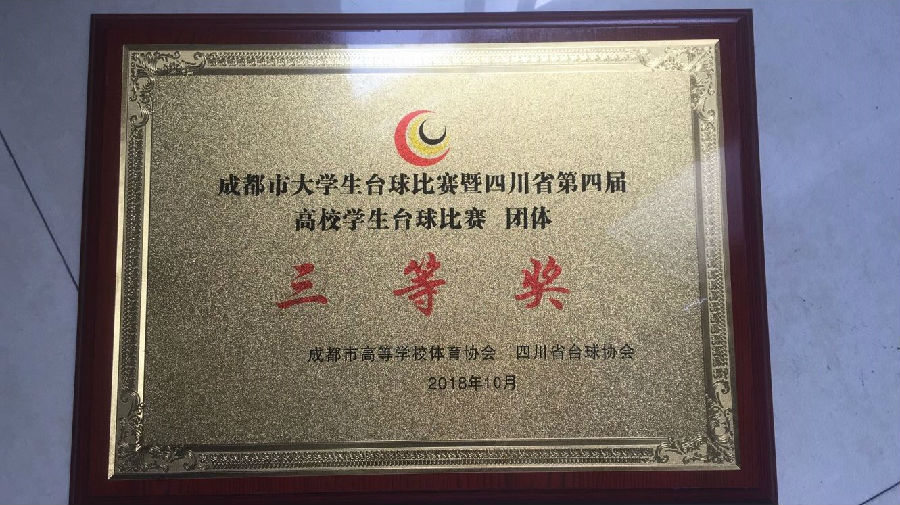 成都市大学生台球比赛暨四川省第四届
高校学生台球比赛 团体
三等奖
成都市高等学校体育协会 四川省台球协会
2018年10月